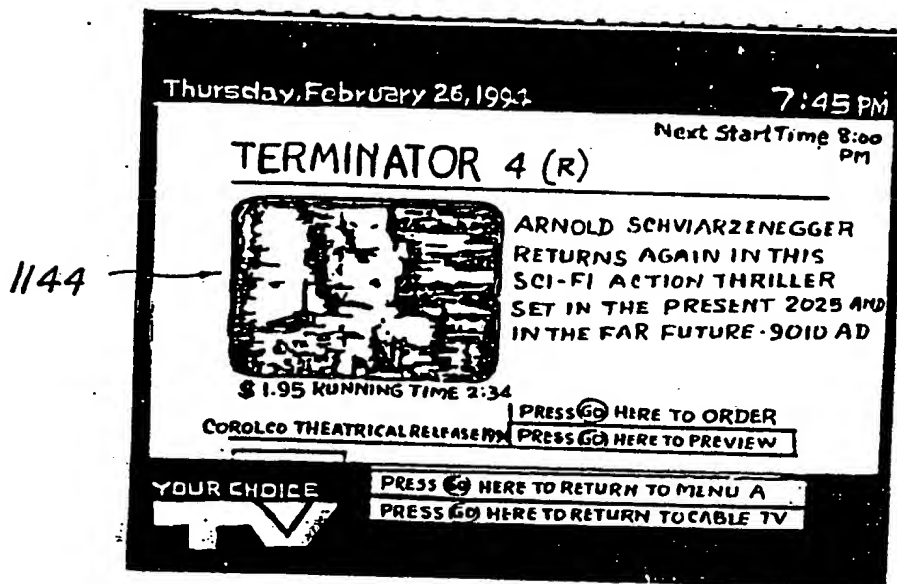 Thursday, February 26, 1992
7:45 PM
Next Start Time 8:00
PM
TERMINATOR 4 (R)
1144
ARNOLD SCHVIARZENEGGER
RETURNS AGAIN IN THIS
SCI-FI ACTION THRILLER
SET IN THE PRESENT 2025 AND
IN THE FAR FUTURE - 9010 AD
$ 1.95 RUNNING TIME 2:34
PRESS GO HERE TO ORDER
COROLCO THEATRICAL RELEASE
PRESS GO HERE TO PREVIEW
YOUR CHOICE
TV
PRESS GO HERE TO RETURN TO MENU A
PRESS GO HERE TO RETURN TO CABLE TV